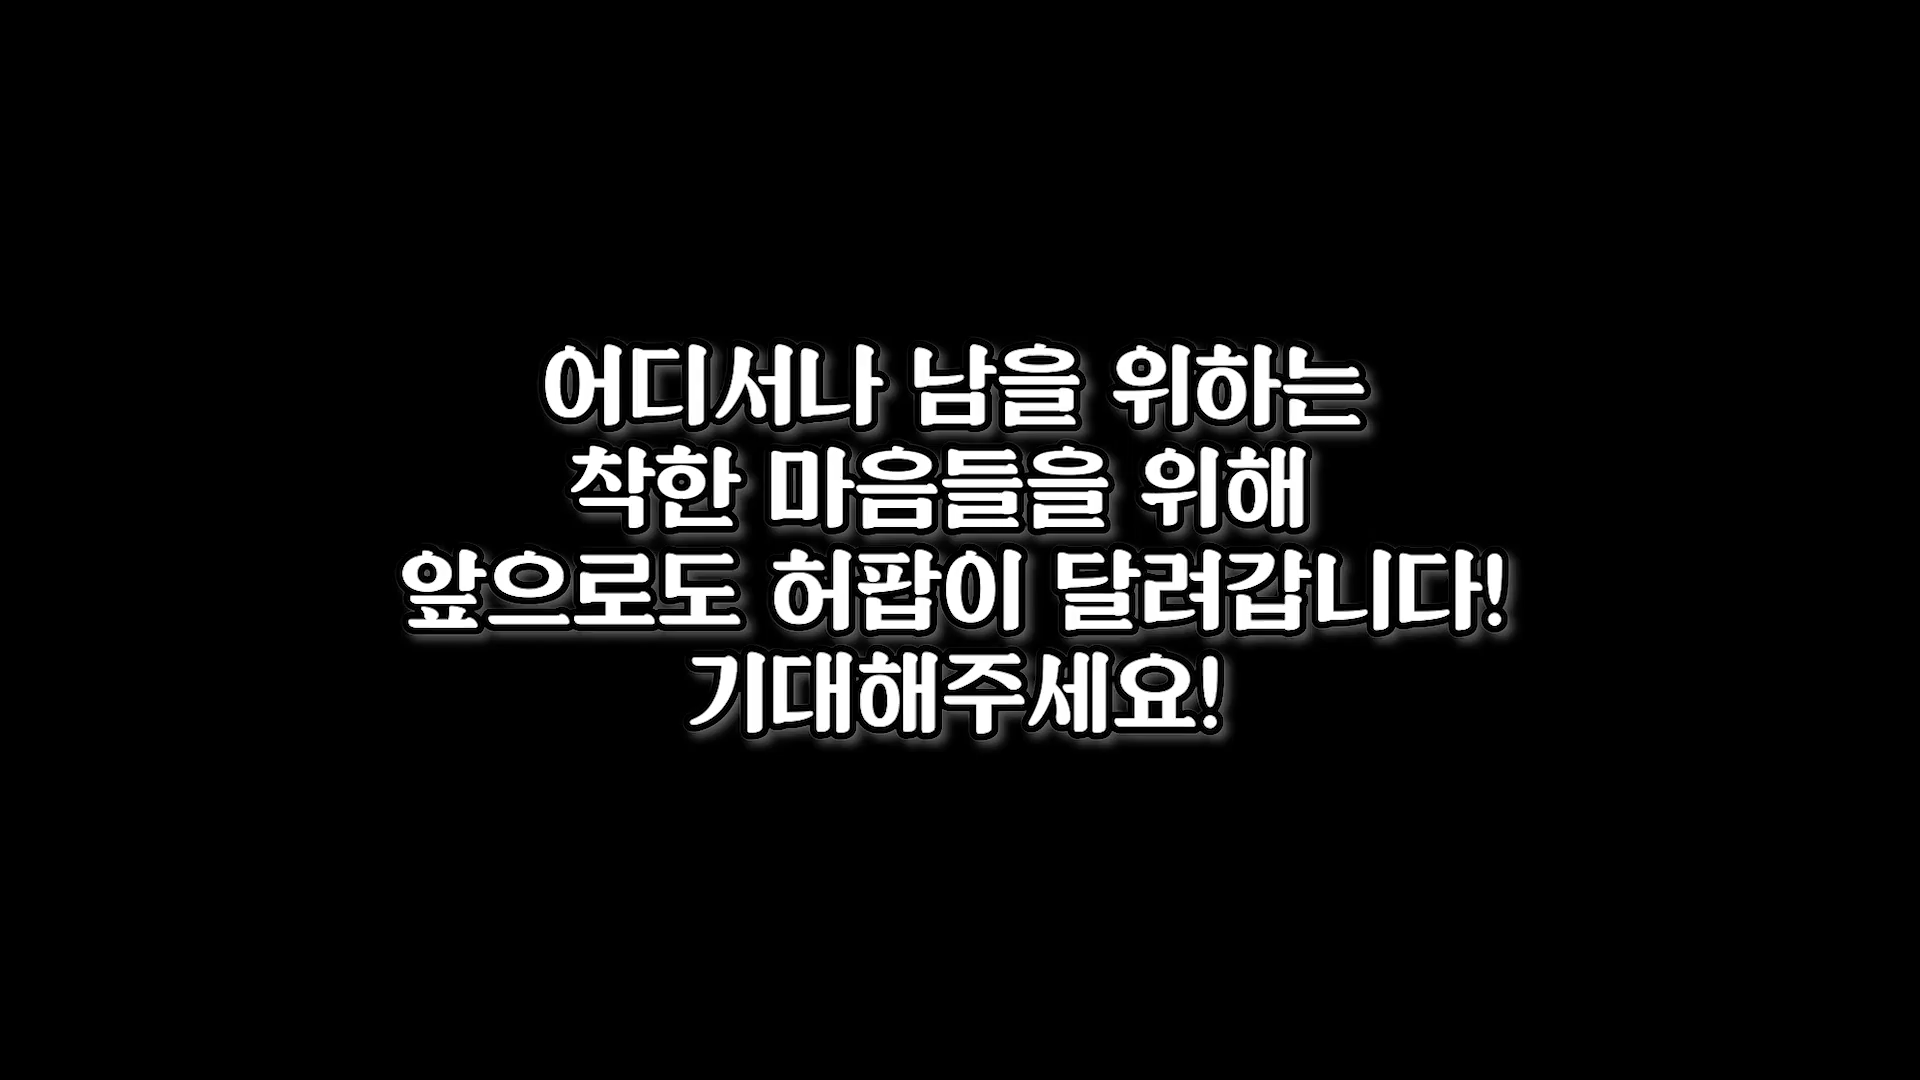 어디서나 남을 위하는
착한 마음들을 위해
앞으로도 허팝이 달려갑니다!
기대해주세요!